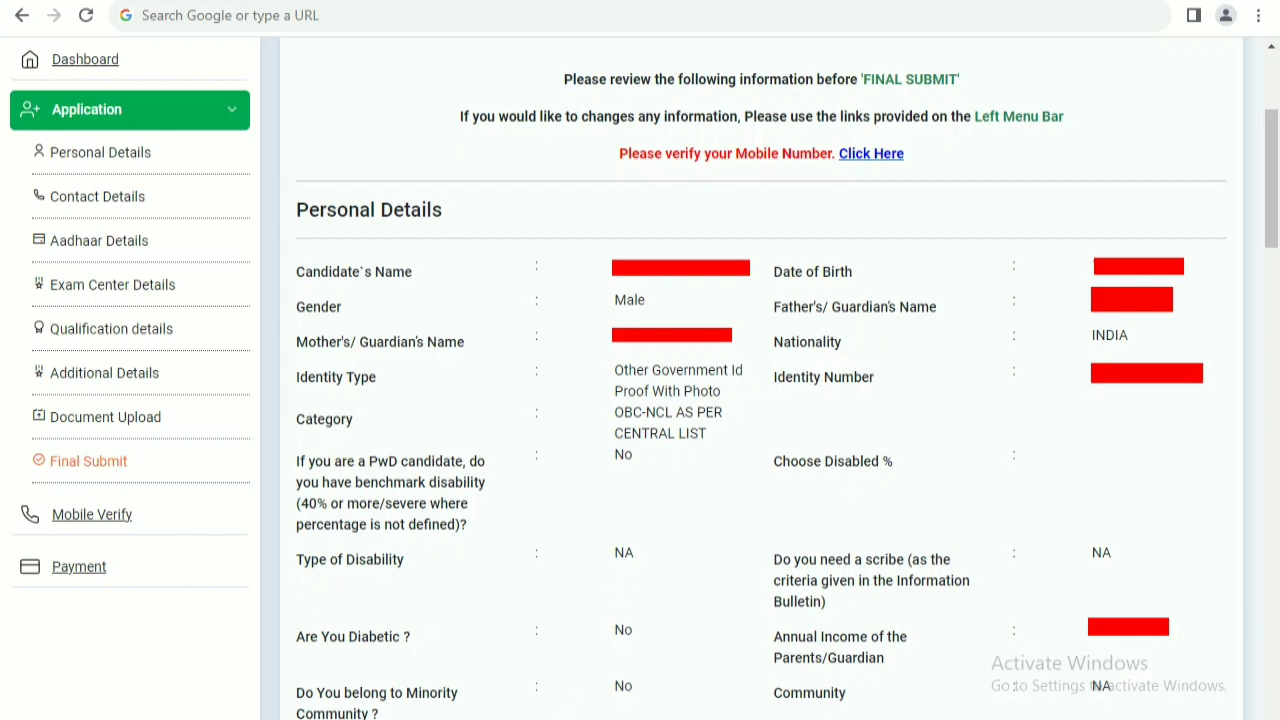 Search Google or type a URL
Dashboard
Application
Personal Details
Contact Details
Aadhaar Details
Exam Center Details
Qualification details
Additional Details
Document Upload
Final Submit
Mobile Verify
Payment
Please review the following information before 'FINAL SUBMIT'
If you would like to changes any information, Please use the links provided on the Left Menu Bar
Please verify your Mobile Number. Click Here
Personal Details
Candidate`s Name :
Date of Birth :
Gender : Male
Father's/ Guardian's Name :
Mother's/ Guardian's Name :
Nationality : INDIA
Identity Type : Other Government Id
Proof With Photo
Identity Number :
Category : OBC-NCL AS PER
CENTRAL LIST
If you are a PwD candidate, do : No
you have benchmark disability
(40% or more/severe where
percentage is not defined)?
Choose Disabled % :
Type of Disability : NA
Do you need a scribe (as the : NA
criteria given in the Information
Bulletin)
Are You Diabetic ? : No
Annual Income of the :
Parents/Guardian
Do You belong to Minority : No
Community ?
Community : NA
Activate Windows
Go to Settings to activate Windows.